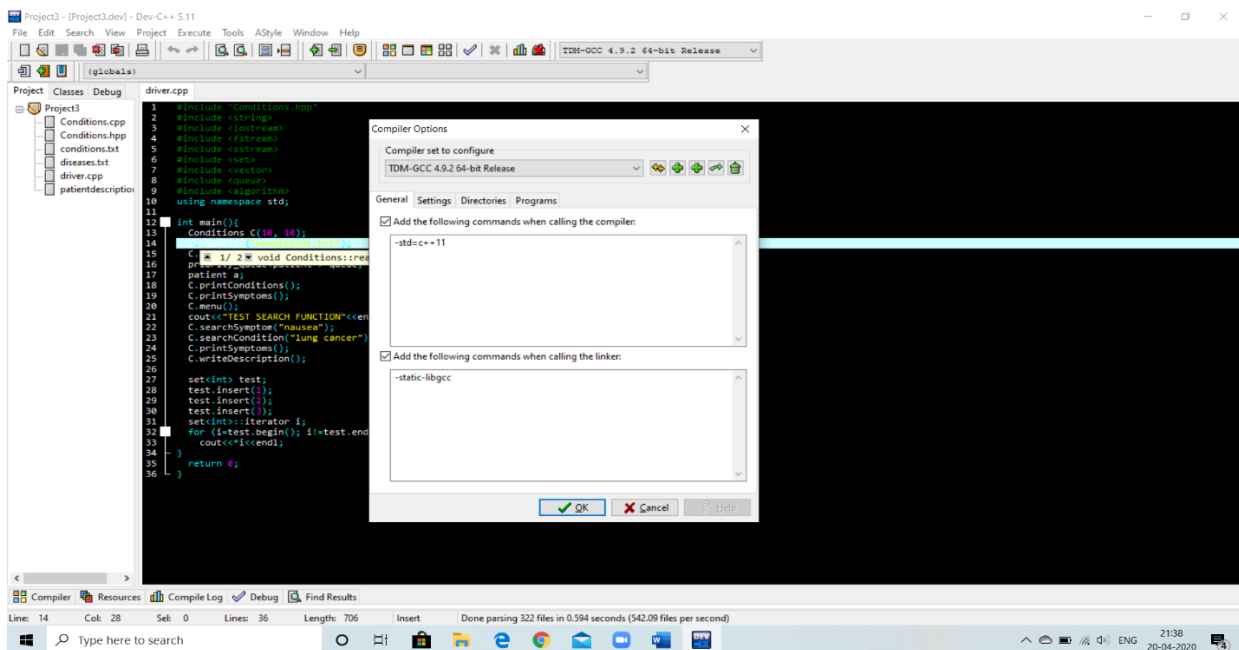 Project3 - [Project3.dev] - Dev-C++ 5.11
File Edit Search View Project Execute Tools AStyle Window Help
TDM-GCC 4.9.2 64-bit Release
(globals)
Project Classes Debug
driver.cpp
Project3
Conditions.cpp
Conditions.hpp
conditions.txt
diseases.txt
driver.cpp
patientdescription
1 #include "Conditions.hpp"
2 #include <string>
3 #include <iostream>
4 #include <fstream>
5 #include <sstream>
6 #include <set>
7 #include <vector>
8 #include <queue>
9 #include <algorithm>
10 using namespace std;
11
12 int main(){
13 Conditions C(10, 10);
14 ("conditions.txt");
15 C. 1/ 2 void Conditions::rea
16
17 patient a;
18 C.printConditions();
19 C.printSymptoms();
20 C.menu();
21 cout<<"TEST SEARCH FUNCTION"<<en
22 C.searchSymptom("nausea");
23 C.searchCondition("lung cancer")
24 C.printSymptoms();
25 C.writeDescription();
26
27 set<int> test;
28 test.insert(1);
29 test.insert(2);
30 test.insert(3);
31 set<int>::iterator i;
32 for (i=test.begin(); i!=test.end
33 cout<<*i<<endl;
34 }
35 return 0;
36 }
Compiler Options
Compiler set to configure
TDM-GCC 4.9.2 64-bit Release
General Settings Directories Programs
Add the following commands when calling the compiler:
-std=c++11
Add the following commands when calling the linker:
-static-libgcc
OK Cancel Help
Compiler Resources Compile Log Debug Find Results
Line: 14 Col: 28 Sel: 0 Lines: 36 Length: 706 Insert Done parsing 322 files in 0.594 seconds (542.09 files per second)
Type here to search
ENG
21:38
20-04-2020